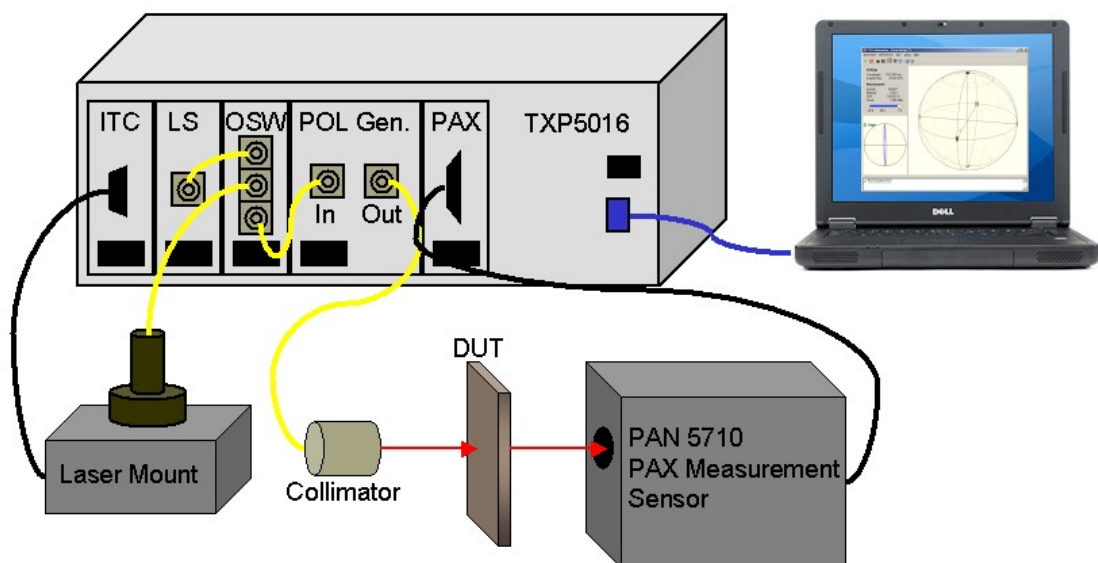 ITC LS OSW POL Gen. PAX TXP5016
In Out
DELL
DUT
Laser Mount
Collimator
PAN 5710
PAX Measurement
Sensor